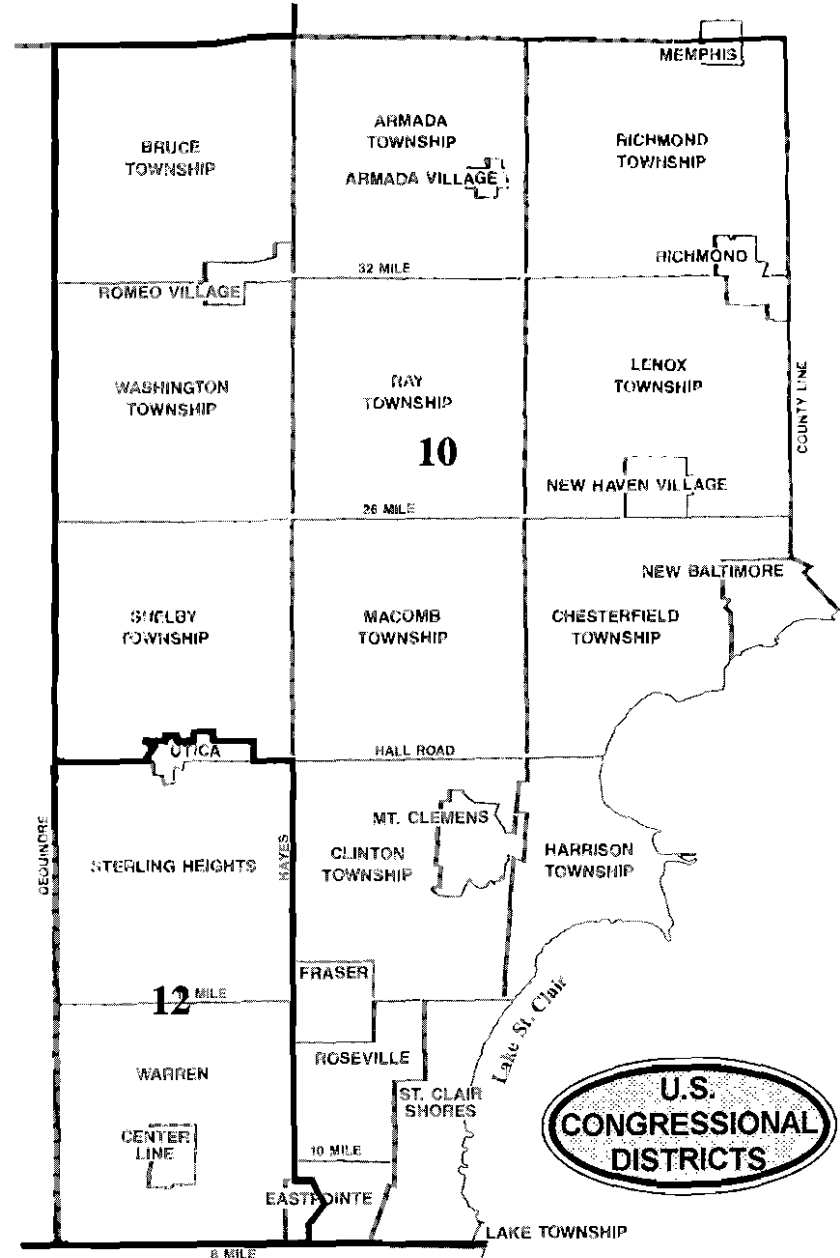 MEMPHIS
BRUCE
TOWNSHIP
ARMADA
TOWNSHIP
ARMADA VILLAGE
RICHMOND
TOWNSHIP
ROMEO VILLAGE
32 MILE
RICHMOND
WASHINGTON
TOWNSHIP
RAY
TOWNSHIP
10
LENOX
TOWNSHIP
COUNTY LINE
NEW HAVEN VILLAGE
26 MILE
NEW BALTIMORE
SHELBY
TOWNSHIP
MACOMB
TOWNSHIP
CHESTERFIELD
TOWNSHIP
UTICA
HALL ROAD
DEQUINDRE
STERLING HEIGHTS
HAYES
MT. CLEMENS
CLINTON
TOWNSHIP
HARRISON
TOWNSHIP
12
MILE
FRASER
Lake St. Clair
WARREN
ROSEVILLE
ST. CLAIR
SHORES
CENTER
LINE
10 MILE
EASTPOINTE
LAKE TOWNSHIP
8 MILE
U.S.
CONGRESSIONAL
DISTRICTS